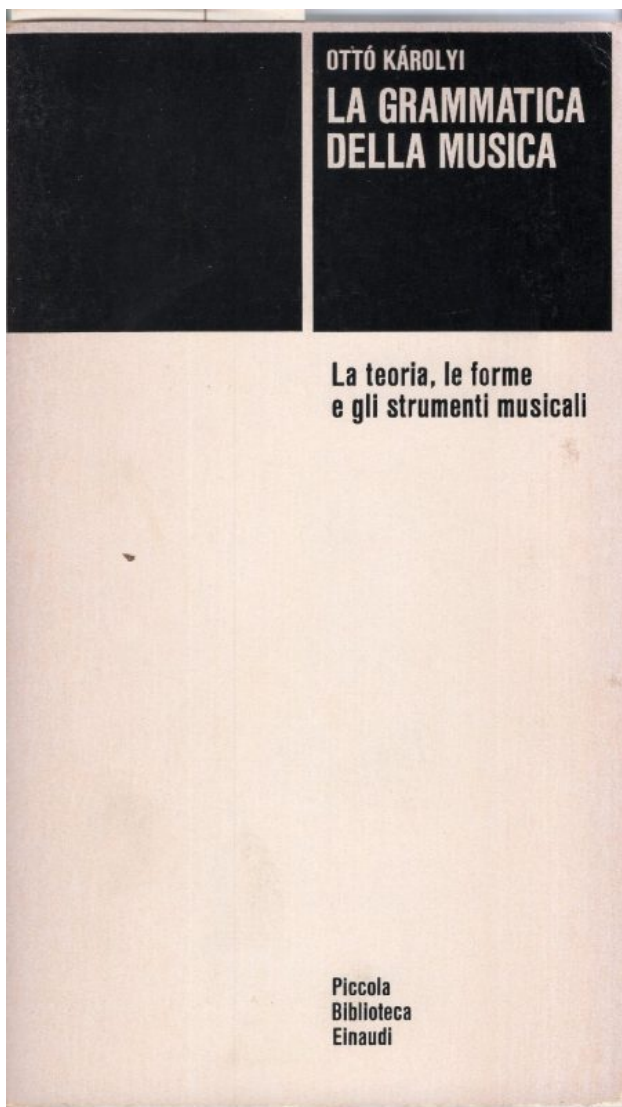 OTTÓ KÁROLYI
LA GRAMMATICA
DELLA MUSICA
La teoria, le forme
e gli strumenti musicali
Piccola
Biblioteca
Einaudi